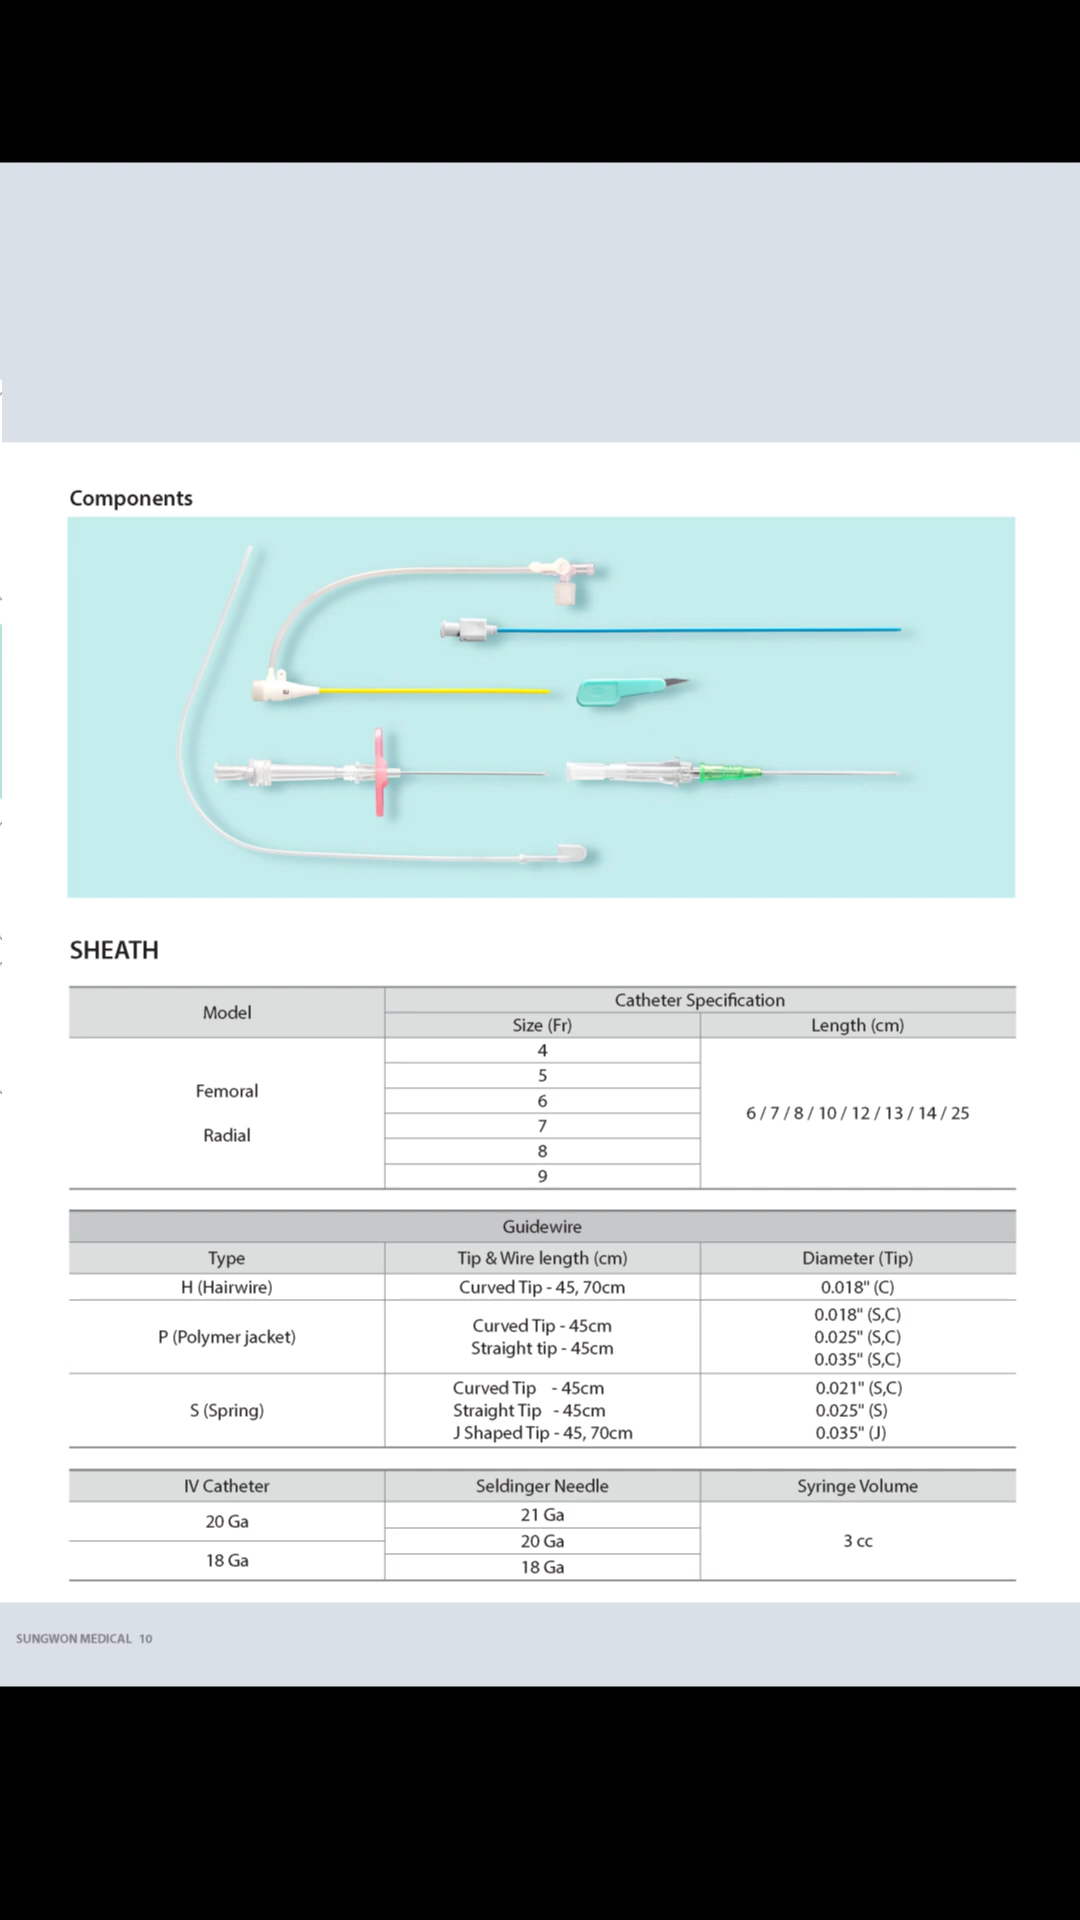 Components
SHEATH
Model
Catheter Specification
Size (Fr)
Length (cm)
Femoral
Radial
4
5
6
7
8
9
6 / 7 / 8 / 10 / 12 / 13 / 14 / 25
Guidewire
Type
Tip & Wire length (cm)
Diameter (Tip)
H (Hairwire)
Curved Tip - 45, 70cm
0.018" (C)
P (Polymer jacket)
Curved Tip - 45cm
Straight tip - 45cm
0.018" (S,C)
0.025" (S,C)
0.035" (S,C)
S (Spring)
Curved Tip - 45cm
Straight Tip - 45cm
J Shaped Tip - 45, 70cm
0.021" (S,C)
0.025" (S)
0.035" (J)
IV Catheter
Seldinger Needle
Syringe Volume
20 Ga
18 Ga
21 Ga
20 Ga
18 Ga
3 cc
SUNGWON MEDICAL 10